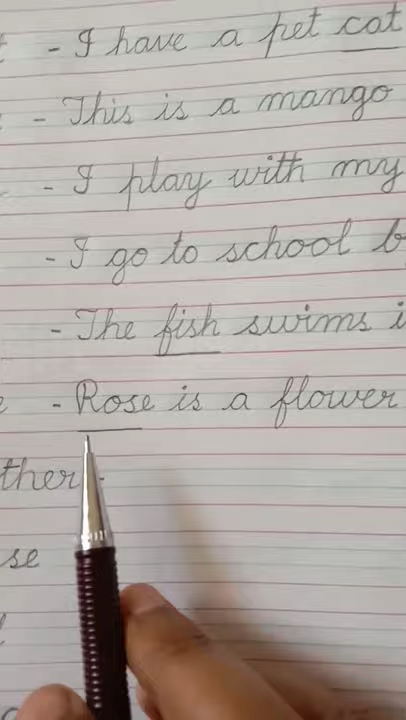 - I have a pet cat
- This is a mango
- I play with my
- I go to school b
- The fish swims i
- Rose is a flower
ther -
se